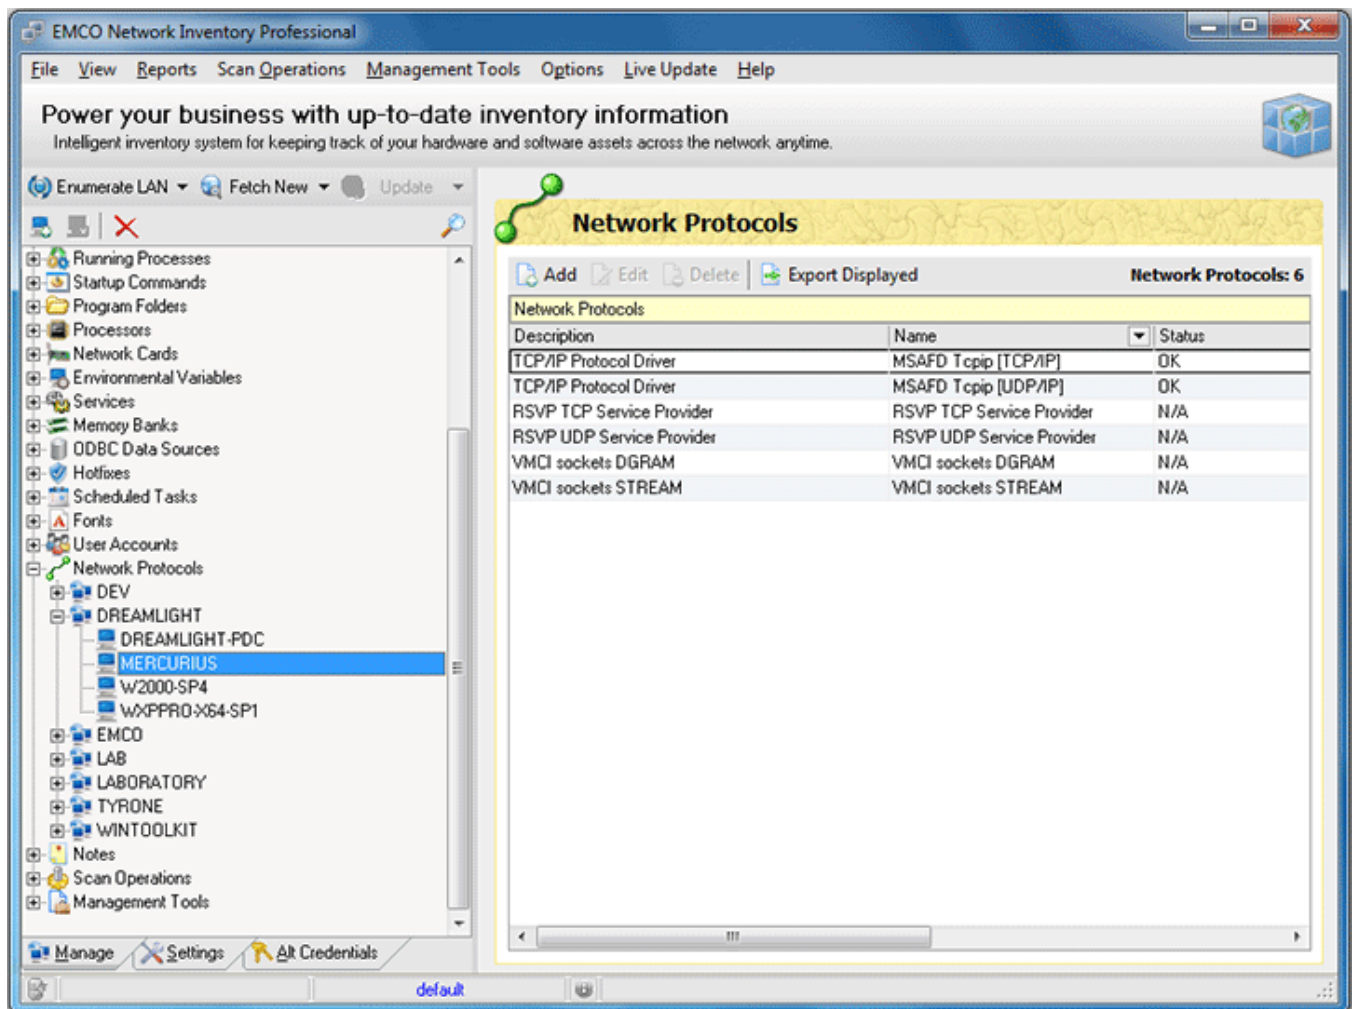 EMCO Network Inventory Professional
File View Reports Scan Operations Management Tools Options Live Update Help
Power your business with up-to-date inventory information
Intelligent inventory system for keeping track of your hardware and software assets across the network anytime.
Enumerate LAN Fetch New Update
Running Processes
Startup Commands
Program Folders
Processors
Network Cards
Environmental Variables
Services
Memory Banks
ODBC Data Sources
Hotfixes
Scheduled Tasks
Fonts
User Accounts
Network Protocols
DEV
DREAMLIGHT
DREAMLIGHT-PDC
MERCURIUS
W2000-SP4
WXPPRO-X64-SP1
EMCO
LAB
LABORATORY
TYRONE
WINTOOLKIT
Notes
Scan Operations
Management Tools
Manage Settings Alt Credentials
Network Protocols
Add Edit Delete Export Displayed Network Protocols: 6
Network Protocols
Description Name Status
TCP/IP Protocol Driver MSAFD Tcpip [TCP/IP] OK
TCP/IP Protocol Driver MSAFD Tcpip [UDP/IP] OK
RSVP TCP Service Provider RSVP TCP Service Provider N/A
RSVP UDP Service Provider RSVP UDP Service Provider N/A
VMCI sockets DGRAM VMCI sockets DGRAM N/A
VMCI sockets STREAM VMCI sockets STREAM N/A
default